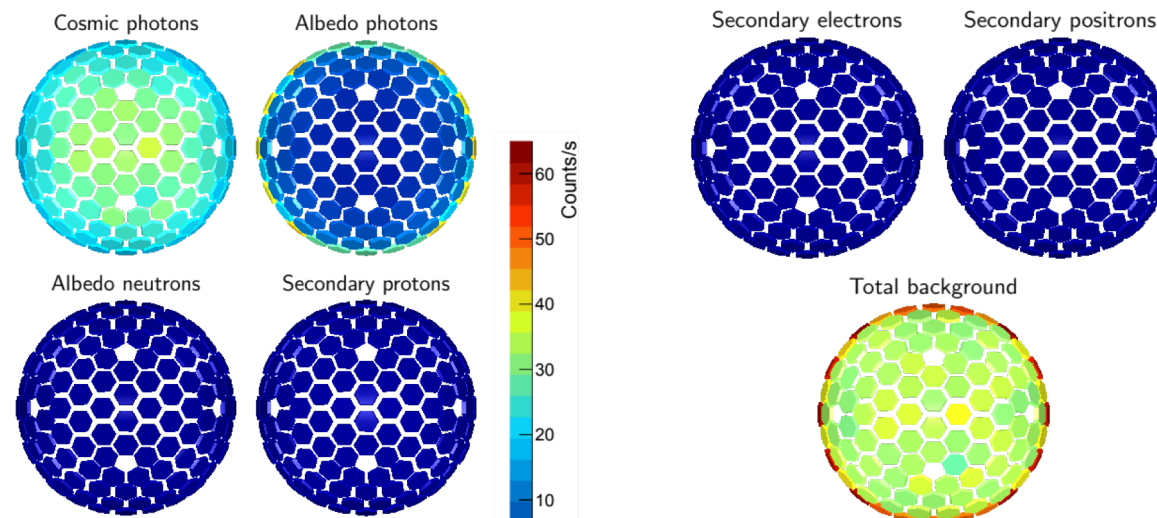 Cosmic photons
Albedo photons
Secondary electrons
Secondary positrons
Albedo neutrons
Secondary protons
Total background
Counts/s
60
50
40
30
20
10